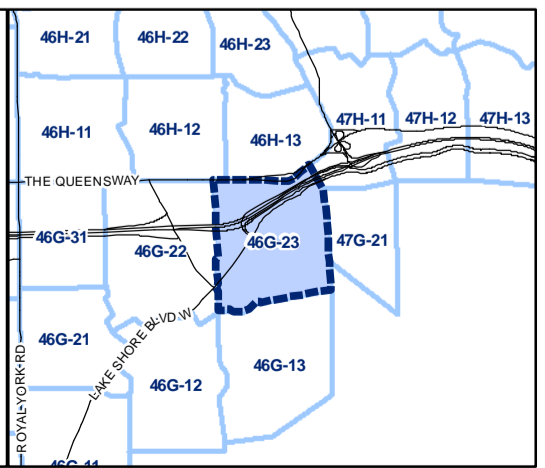 46H-21
46H-22
46H-23
46H-11
46H-12
46H-13
47H-11
47H-12
47H-13
THE QUEENSWAY
46G-31
46G-22
46G-23
47G-21
46G-21
LAKE SHORE BLVD W
46G-12
46G-13
ROYAL YORK RD
46G-11